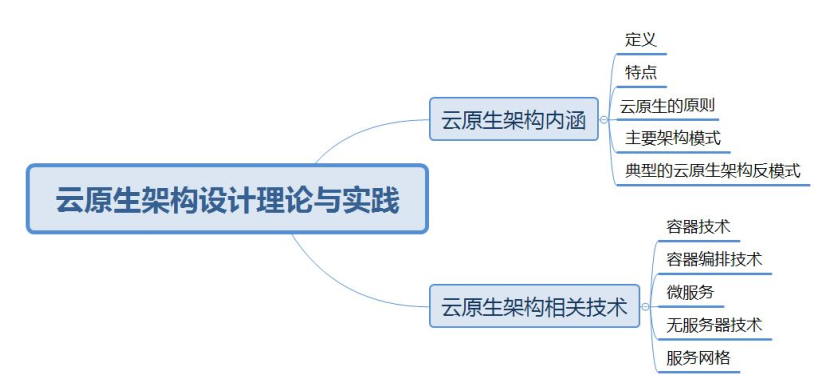 云原生架构设计理论与实践
云原生架构内涵
定义
特点
云原生的原则
主要架构模式
典型的云原生架构反模式
云原生架构相关技术
容器技术
容器编排技术
微服务
无服务器技术
服务网格